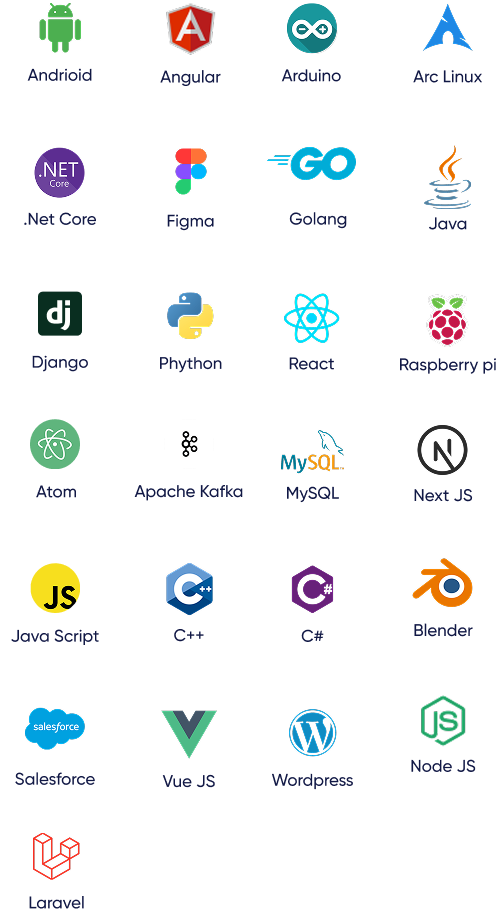 Andrioid
Angular
Arduino
Arc Linux
.NET
Core
.Net Core
Figma
GO
Golang
Java
dj
Django
Phython
React
Raspberry pi
Atom
Apache Kafka
MySQL
MySQL
N
Next JS
JS
Java Script
C++
C++
C#
C#
Blender
salesforce
Salesforce
Vue JS
W
Wordpress
JS
Node JS
Laravel